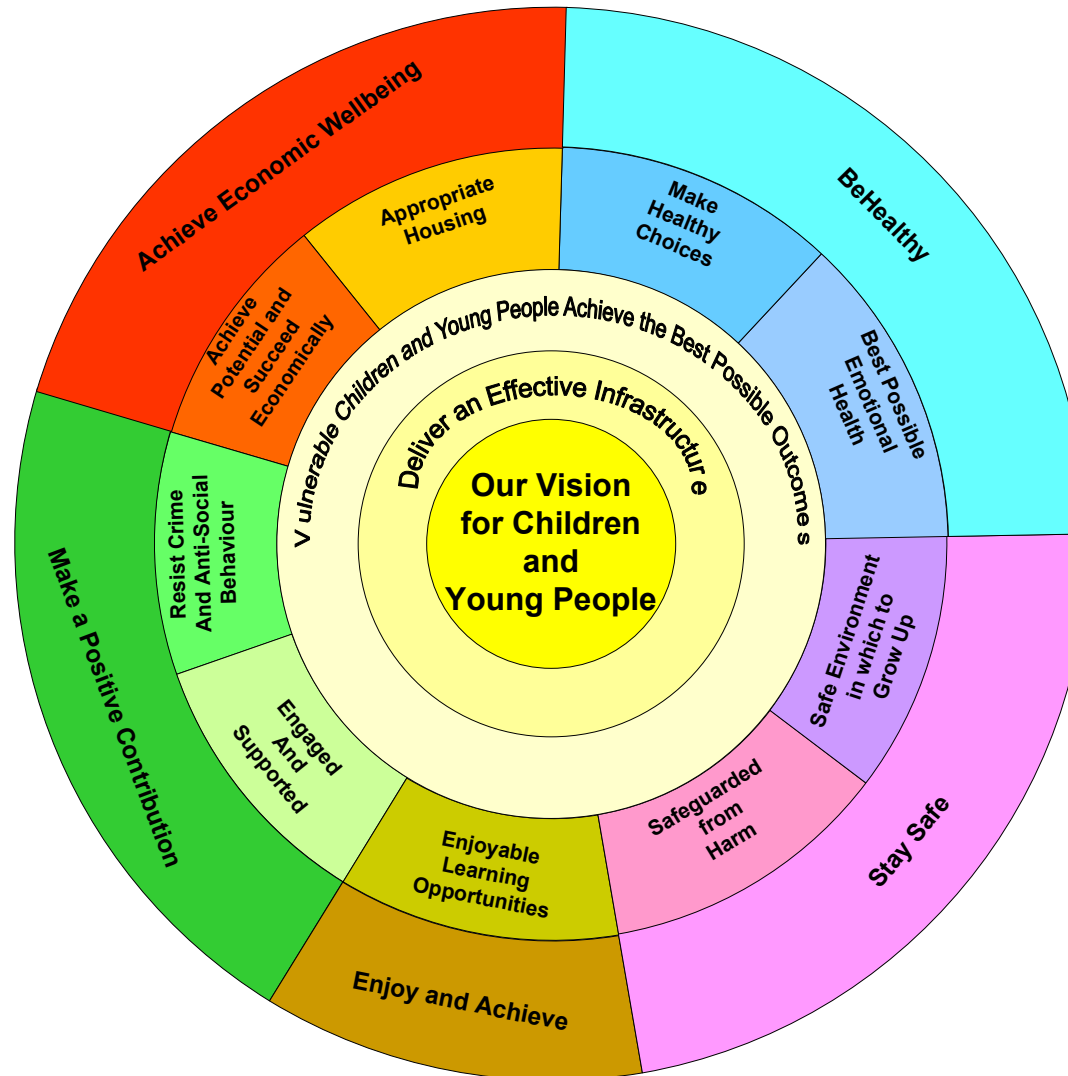 Achieve Economic Wellbeing
BeHealthy
Stay Safe
Enjoy and Achieve
Make a Positive Contribution
Appropriate
Housing
Make
Healthy
Choices
Best Possible
Emotional
Health
Safe Environment
in which to
Grow Up
Safeguarded
from
Harm
Enjoyable
Learning
Opportunities
Engaged
And
Supported
Resist Crime
And Anti-Social
Behaviour
Achieve
Potential and
Succeed
Economically
Vulnerable Children and Young People Achieve the Best Possible Outcomes
Deliver an Effective Infrastructure
Our Vision
for Children
and
Young People